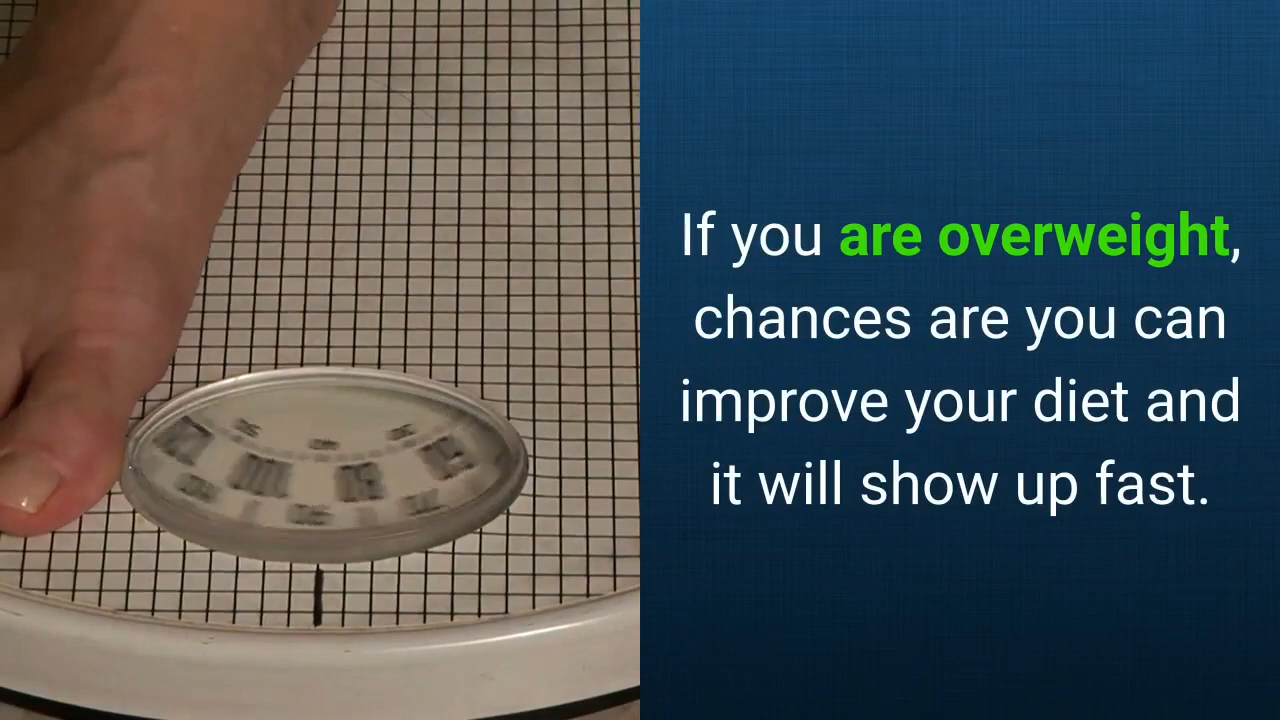 If you are overweight,
chances are you can
improve your diet and
it will show up fast.